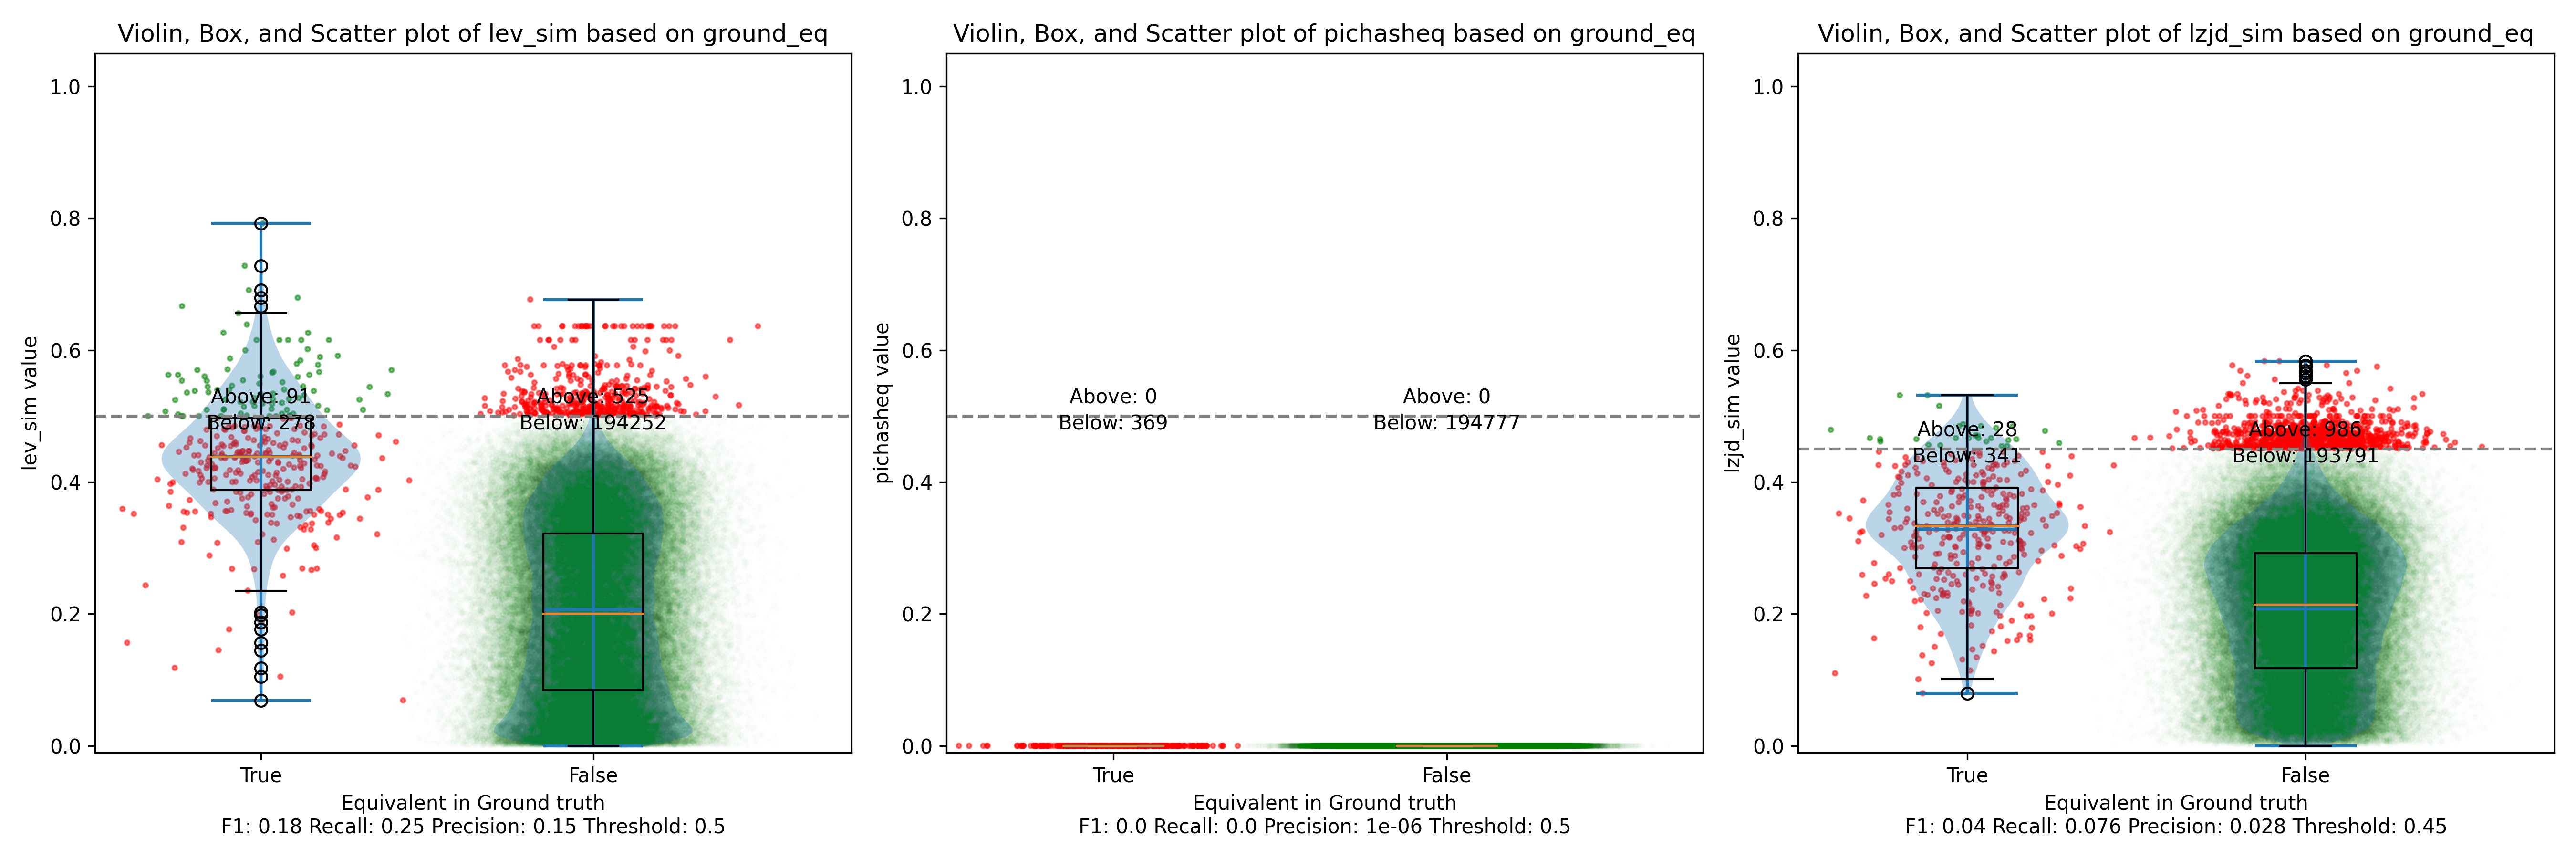 Violin, Box, and Scatter plot of lev_sim based on ground_eq
lev_sim value
1.0
0.8
0.6
0.4
0.2
0.0
Above: 91
Below: 278
Above: 525
Below: 194252
True
False
Equivalent in Ground truth
F1: 0.18 Recall: 0.25 Precision: 0.15 Threshold: 0.5
Violin, Box, and Scatter plot of pichasheq based on ground_eq
pichasheq value
1.0
0.8
0.6
0.4
0.2
0.0
Above: 0
Below: 369
Above: 0
Below: 194777
True
False
Equivalent in Ground truth
F1: 0.0 Recall: 0.0 Precision: 1e-06 Threshold: 0.5
Violin, Box, and Scatter plot of lzjd_sim based on ground_eq
lzjd_sim value
1.0
0.8
0.6
0.4
0.2
0.0
Above: 28
Below: 341
Above: 986
Below: 193791
True
False
Equivalent in Ground truth
F1: 0.04 Recall: 0.076 Precision: 0.028 Threshold: 0.45